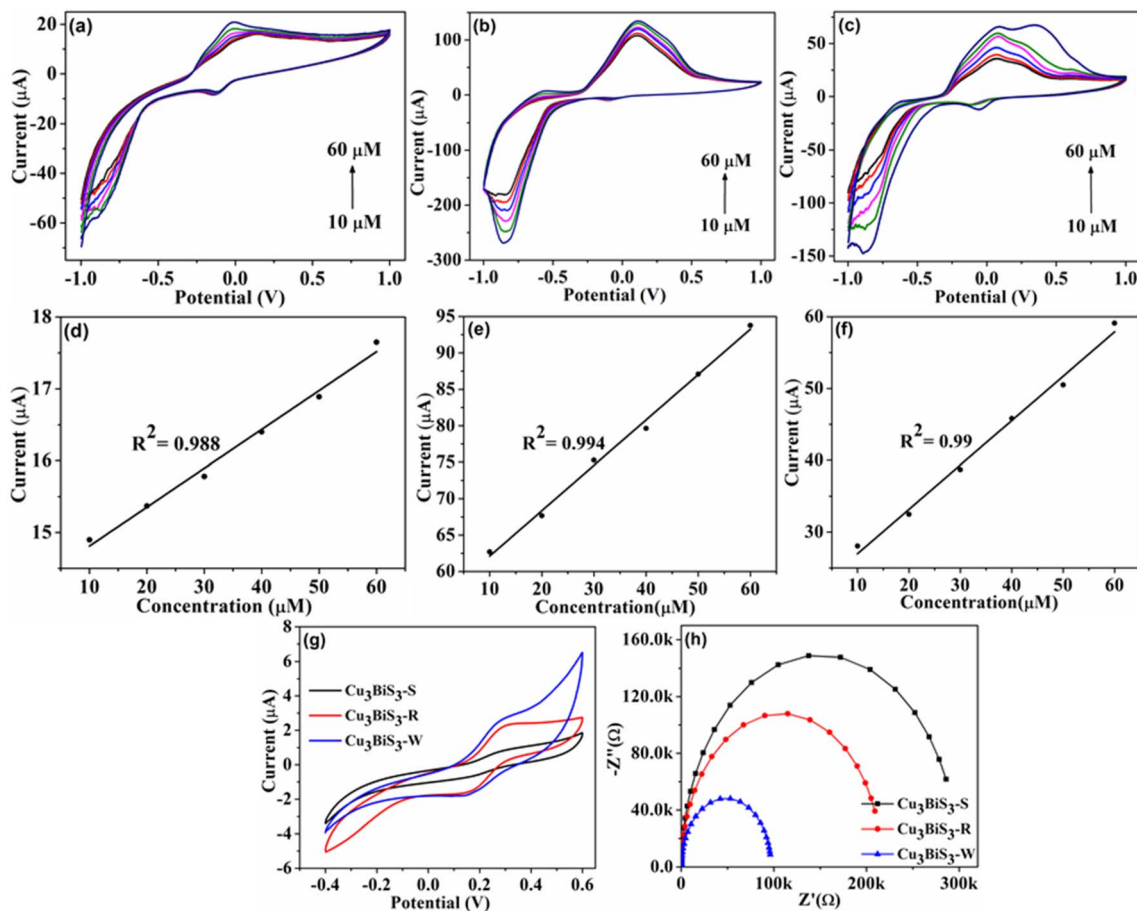 (a)
20
0
-20
-40
-60
Current (μA)
60 μM
10 μM
-1.0 -0.5 0.0 0.5 1.0
Potential (V)
(b)
100
0
-100
-200
-300
Current (μA)
60 μM
10 μM
-1.0 -0.5 0.0 0.5 1.0
Potential (V)
(c)
50
0
-50
-100
-150
Current (μA)
60 μM
10 μM
-1.0 -0.5 0.0 0.5 1.0
Potential (V)
(d)
18
17
16
15
Current (μA)
R² = 0.988
10 20 30 40 50 60
Concentration (μM)
(e)
95
90
85
80
75
70
65
60
Current (μA)
R² = 0.994
10 20 30 40 50 60
Concentration(μM)
(f)
60
50
40
30
Current (μA)
R² = 0.99
10 20 30 40 50 60
Concentration(μM)
(g)
8
6
4
2
0
-2
-4
-6
Current (μA)
Cu₃BiS₃-S
Cu₃BiS₃-R
Cu₃BiS₃-W
-0.4 -0.2 0.0 0.2 0.4 0.6
Potential (V)
(h)
160.0k
120.0k
80.0k
40.0k
0.0
-Z"(Ω)
Cu₃BiS₃-S
Cu₃BiS₃-R
Cu₃BiS₃-W
0 100k 200k 300k
Z'(Ω)